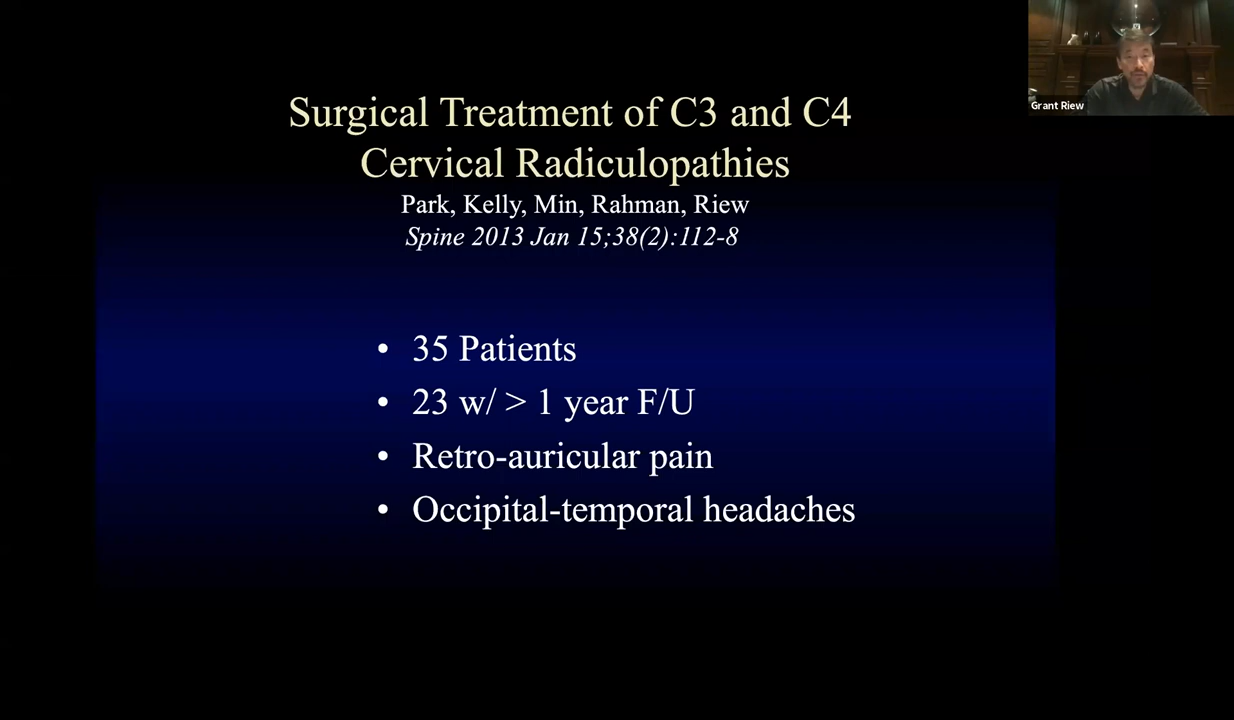 Surgical Treatment of C3 and C4
Cervical Radiculopathies
Park, Kelly, Min, Rahman, Riew
Spine 2013 Jan 15;38(2):112-8
• 35 Patients
• 23 w/ > 1 year F/U
• Retro-auricular pain
• Occipital-temporal headaches
Grant Riew